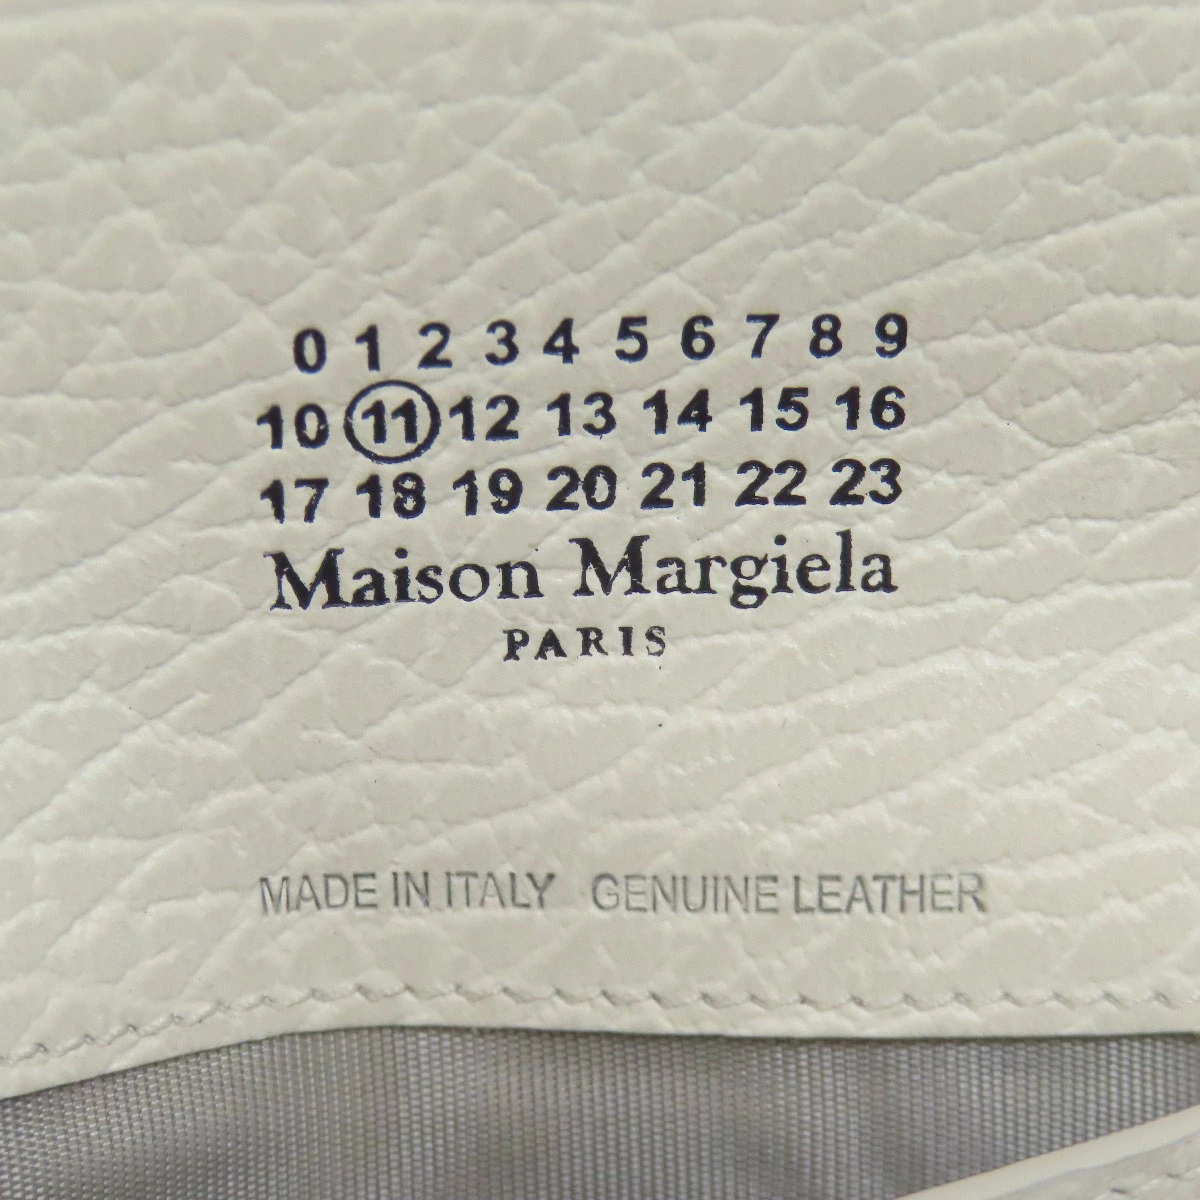 0 1 2 3 4 5 6 7 8 9
10 11 12 13 14 15 16
17 18 19 20 21 22 23
Maison Margiela
PARIS
MADE IN ITALY GENUINE LEATHER